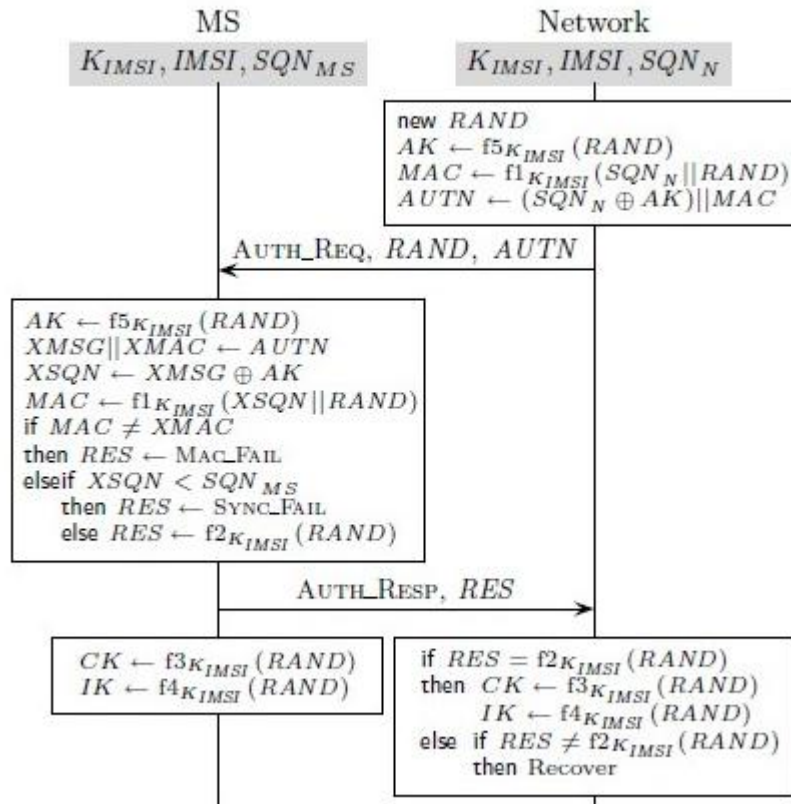 MS
K_IMSI, IMSI, SQN_MS
Network
K_IMSI, IMSI, SQN_N
new RAND
AK ← f5_K_IMSI(RAND)
MAC ← f1_K_IMSI(SQN_N||RAND)
AUTN ← (SQN_N ⊕ AK)||MAC
AUTH_REQ, RAND, AUTN
AK ← f5_K_IMSI(RAND)
XMSG||XMAC ← AUTN
XSQN ← XMSG ⊕ AK
MAC ← f1_K_IMSI(XSQN||RAND)
if MAC ≠ XMAC
then RES ← MAC_FAIL
elseif XSQN < SQN_MS
then RES ← SYNC_FAIL
else RES ← f2_K_IMSI(RAND)
AUTH_RESP, RES
CK ← f3_K_IMSI(RAND)
IK ← f4_K_IMSI(RAND)
if RES = f2_K_IMSI(RAND)
then CK ← f3_K_IMSI(RAND)
IK ← f4_K_IMSI(RAND)
else if RES ≠ f2_K_IMSI(RAND)
then Recover